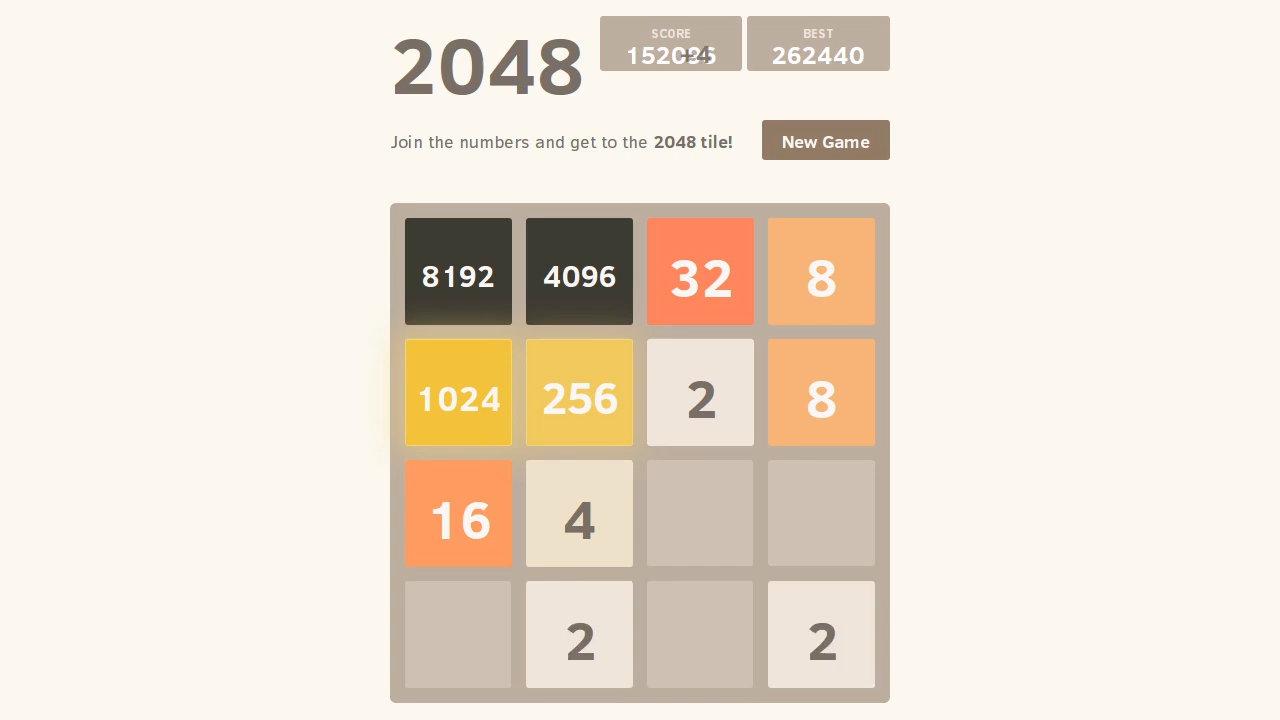 2048
SCORE
BEST
262440
Join the numbers and get to the 2048 tile!
New Game
8192 4096 32 8
1024 256 2 8
16 4
2 2